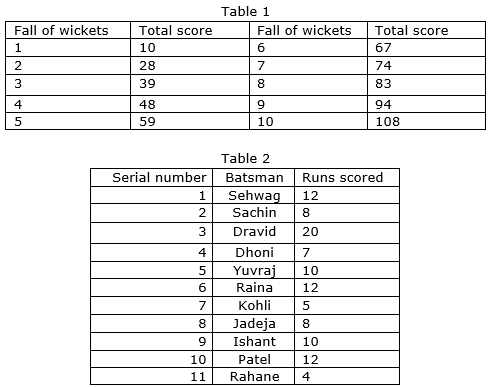 Table 1
Fall of wickets Total score Fall of wickets Total score
1 10 6 67
2 28 7 74
3 39 8 83
4 48 9 94
5 59 10 108
Table 2
Serial number Batsman Runs scored
1 Sehwag 12
2 Sachin 8
3 Dravid 20
4 Dhoni 7
5 Yuvraj 10
6 Raina 12
7 Kohli 5
8 Jadeja 8
9 Ishant 10
10 Patel 12
11 Rahane 4